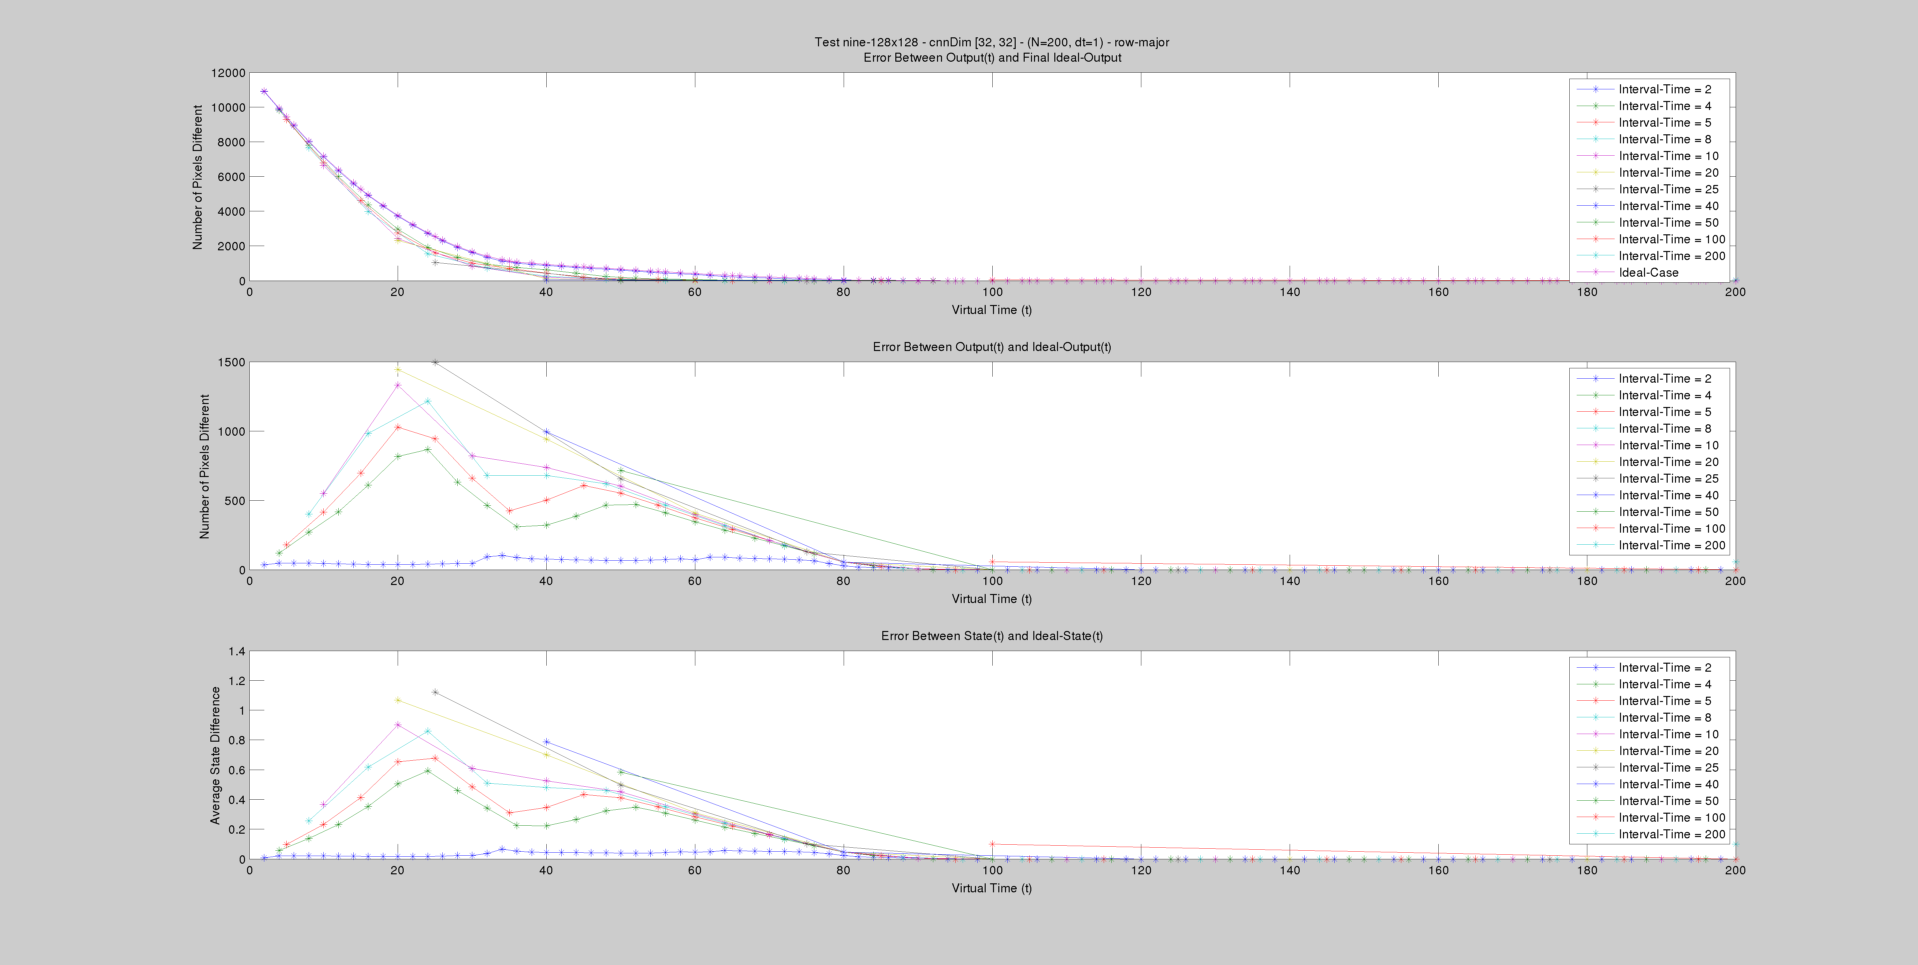 Test nine-128x128 - cnnDim [32, 32] - (N=200, dt=1) - row-major
Error Between Output(t) and Final Ideal-Output
Number of Pixels Different
12000
10000
8000
6000
4000
2000
0
0 20 40 60 80 100 120 140 160 180 200
Virtual Time (t)
Interval-Time = 2
Interval-Time = 4
Interval-Time = 5
Interval-Time = 8
Interval-Time = 10
Interval-Time = 20
Interval-Time = 25
Interval-Time = 40
Interval-Time = 50
Interval-Time = 100
Interval-Time = 200
Ideal-Case
Error Between Output(t) and Ideal-Output(t)
Number of Pixels Different
1500
1000
500
0
0 20 40 60 80 100 120 140 160 180 200
Virtual Time (t)
Interval-Time = 2
Interval-Time = 4
Interval-Time = 5
Interval-Time = 8
Interval-Time = 10
Interval-Time = 20
Interval-Time = 25
Interval-Time = 40
Interval-Time = 50
Interval-Time = 100
Interval-Time = 200
Error Between State(t) and Ideal-State(t)
Average State Difference
1.4
1.2
1
0.8
0.6
0.4
0.2
0
0 20 40 60 80 100 120 140 160 180 200
Virtual Time (t)
Interval-Time = 2
Interval-Time = 4
Interval-Time = 5
Interval-Time = 8
Interval-Time = 10
Interval-Time = 20
Interval-Time = 25
Interval-Time = 40
Interval-Time = 50
Interval-Time = 100
Interval-Time = 200